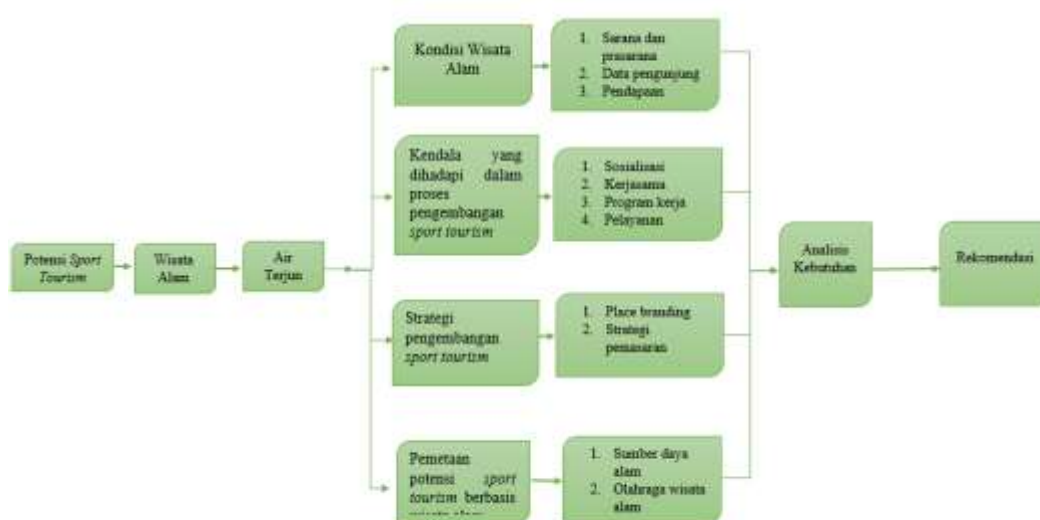 Potensi Sport
Tourism
Wisata
Alam
Air
Terjun
Kondisi Wisata
Alam
1. Sarana dan
prasarana
2. Data pengunjung
3. Pendapaan
Kendala yang
dihadapi dalam
proses
pengembangan
sport tourism
1. Sosialisasi
2. Kerjasama
3. Program kerja
4. Pelayanan
Strategi
pengembangan
sport tourism
1. Place branding
2. Strategi
pemasaran
Pemetaan
potensi sport
tourism berbasis
wisata alam
1. Sumber daya
alam
2. Olahraga wisata
alam
Analisis
Kebutuhan
Rekomendasi